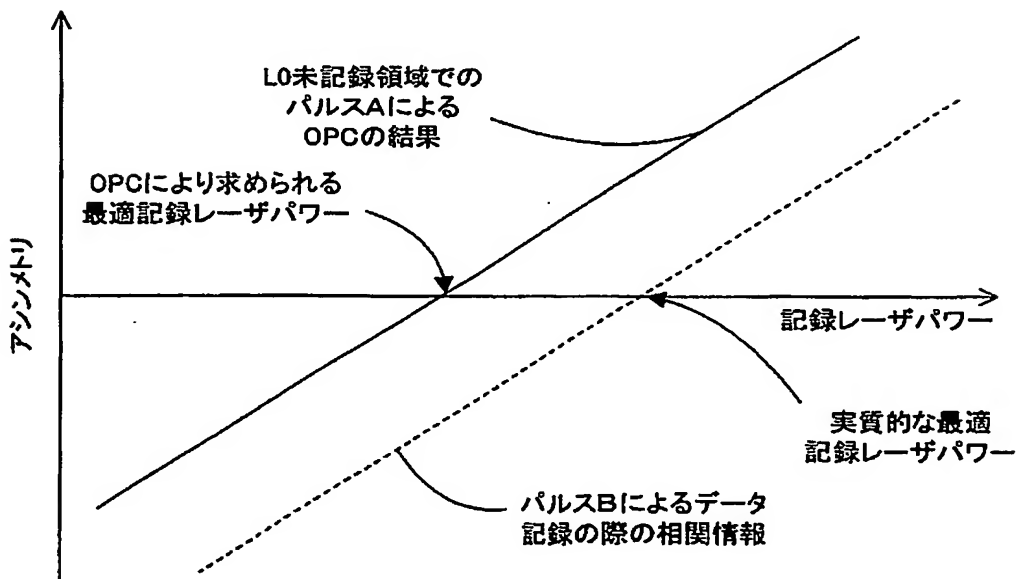 L0未記録領域での
パルスAによる
OPCの結果
OPCにより求められる
最適記録レーザパワー
アシンメトリ
記録レーザパワー
実質的な最適
記録レーザパワー
パルスBによるデータ
記録の際の相関情報